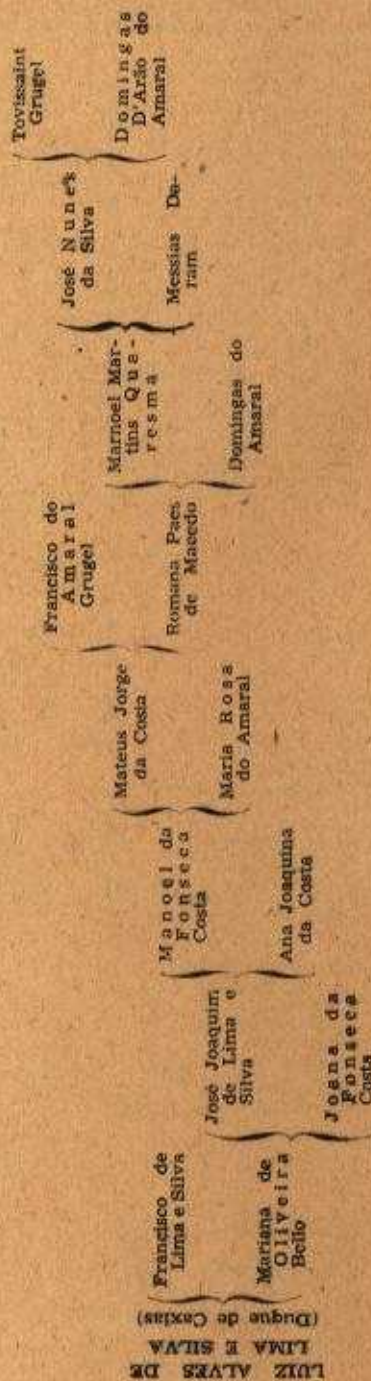 LUIZ ALVES DE
LIMA E SILVA
(Duque de Caxias)
Francisco de
Lima e Silva
Mariana de
Oliveira
Bello
José Joaquim
de Lima e
Silva
Joana da
Fonseca
Costa
Manoel da
Fonseca
Costa
Ana Joaquina
da Costa
Mateus Jorge
da Costa
Maria Rosa
do Amaral
Francisco do
Amaral
Grugel
Romana Paes
de Macedo
Marnoel Mar-
tins Qua-
resma
Domingas do
Amaral
José Nunes
da Silva
Messias Da-
ram
Tovissaint
Grugel
Domingas
D'Arão do
Amaral